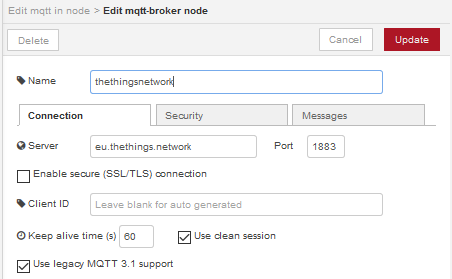 Edit mqtt in node > Edit mqtt-broker node
Delete Cancel Update
Name thethingsnetwork
Connection Security Messages
Server eu.thethings.network Port 1883
Enable secure (SSL/TLS) connection
Client ID Leave blank for auto generated
Keep alive time (s) 60 Use clean session
Use legacy MQTT 3.1 support